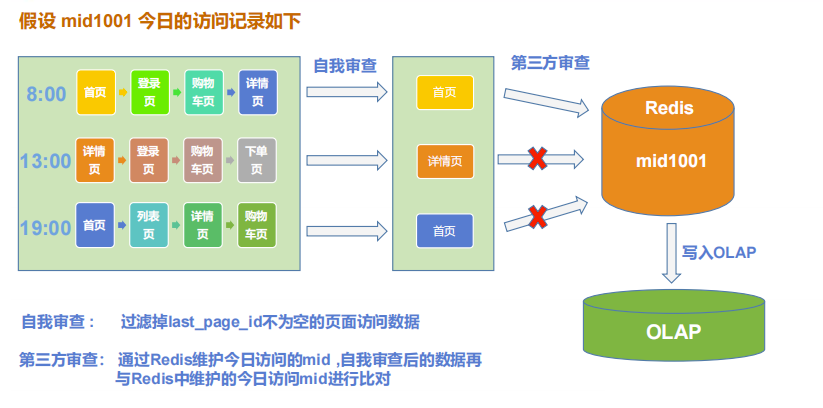 假设 mid1001 今日的访问记录如下
自我审查
第三方审查
8:00
首页
登录
页
购物
车页
详情
页
首页
13:00
详情
页
登录
页
购物
车页
下单
页
详情页
19:00
首页
列表
页
详情
页
购物
车页
首页
Redis
mid1001
写入OLAP
OLAP
自我审查： 过滤掉last_page_id不为空的页面访问数据
第三方审查： 通过Redis维护今日访问的mid ,自我审查后的数据再
与Redis中维护的今日访问mid进行比对